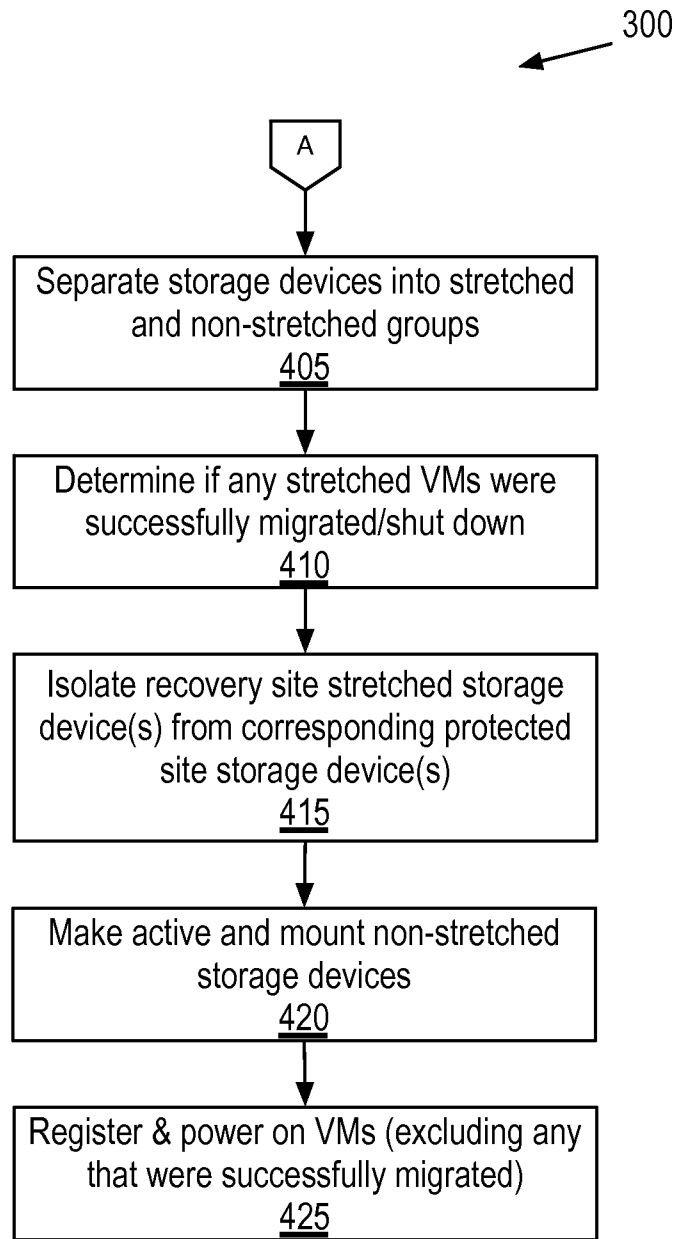 300
A
Separate storage devices into stretched
and non-stretched groups
405
Determine if any stretched VMs were
successfully migrated/shut down
410
Isolate recovery site stretched storage
device(s) from corresponding protected
site storage device(s)
415
Make active and mount non-stretched
storage devices
420
Register & power on VMs (excluding any
that were successfully migrated)
425